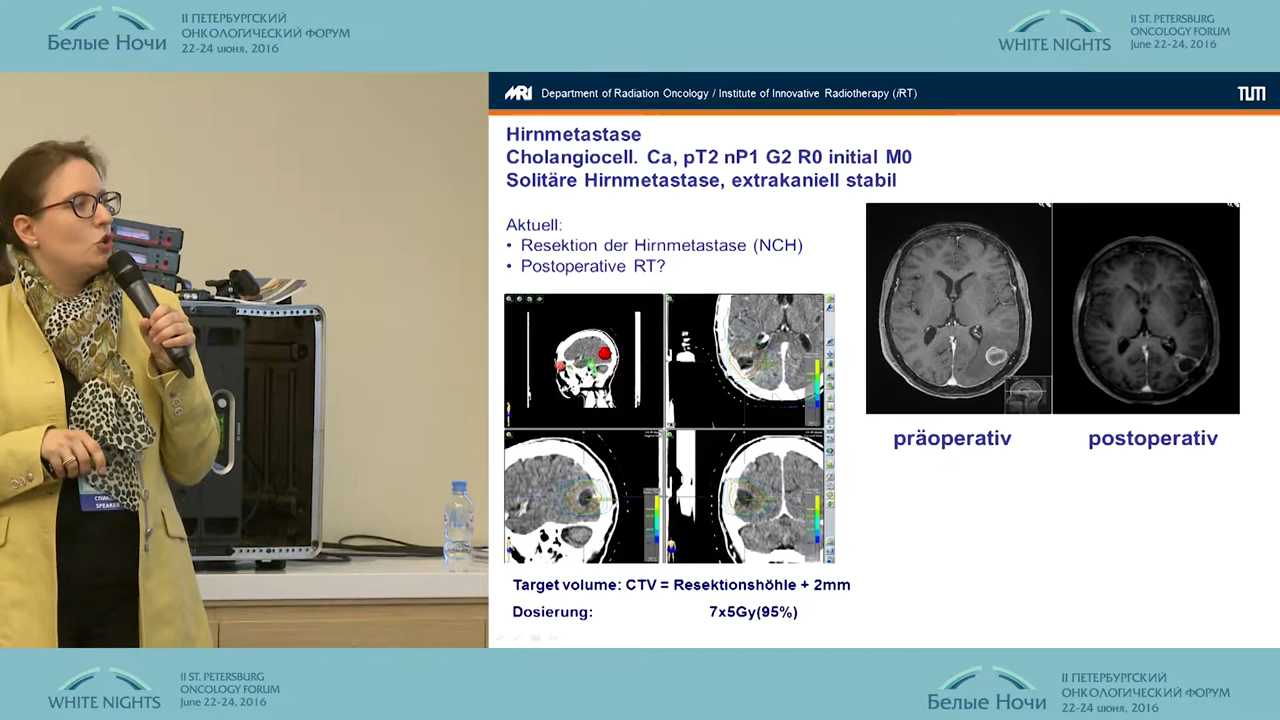 Белые Ночи
II ПЕТЕРБУРГСКИЙ
ОНКОЛОГИЧЕСКИЙ ФОРУМ
22-24 июня, 2016
WHITE NIGHTS
II ST. PETERSBURG
ONCOLOGY FORUM
June 22-24, 2016
MRI Department of Radiation Oncology / Institute of Innovative Radiotherapy (iRT) TUM
Hirnmetastase
Cholangiocell. Ca, pT2 nP1 G2 R0 initial M0
Solitäre Hirnmetastase, extrakaniell stabil
Aktuell:
• Resektion der Hirnmetastase (NCH)
• Postoperative RT?
präoperativ
postoperativ
Target volume: CTV = Resektionshöhle + 2mm
Dosierung: 7x5Gy(95%)
СПИКЕР
SPEAKER
WHITE NIGHTS
II ST. PETERSBURG
ONCOLOGY FORUM
June 22-24, 2016
Белые Ночи
II ПЕТЕРБУРГСКИЙ
ОНКОЛОГИЧЕСКИЙ ФОРУМ
22-24 июня, 2016